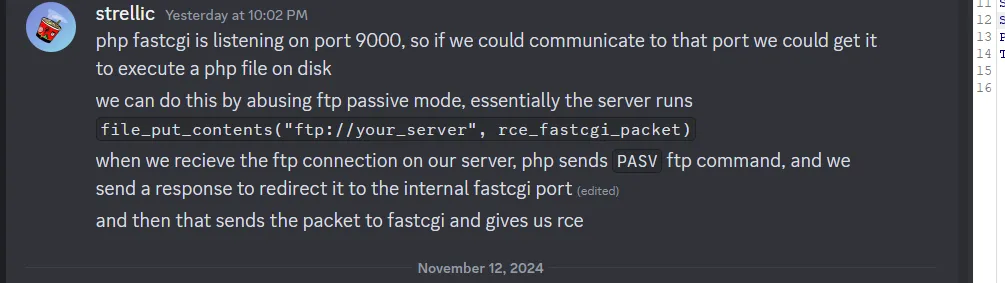 strellic Yesterday at 10:02 PM
php fastcgi is listening on port 9000, so if we could communicate to that port we could get it
to execute a php file on disk
we can do this by abusing ftp passive mode, essentially the server runs
file_put_contents("ftp://your_server", rce_fastcgi_packet)
when we recieve the ftp connection on our server, php sends PASV ftp command, and we
send a response to redirect it to the internal fastcgi port (edited)
and then that sends the packet to fastcgi and gives us rce
November 12, 2024
11 S
12 S
13 P
14 T
15
16